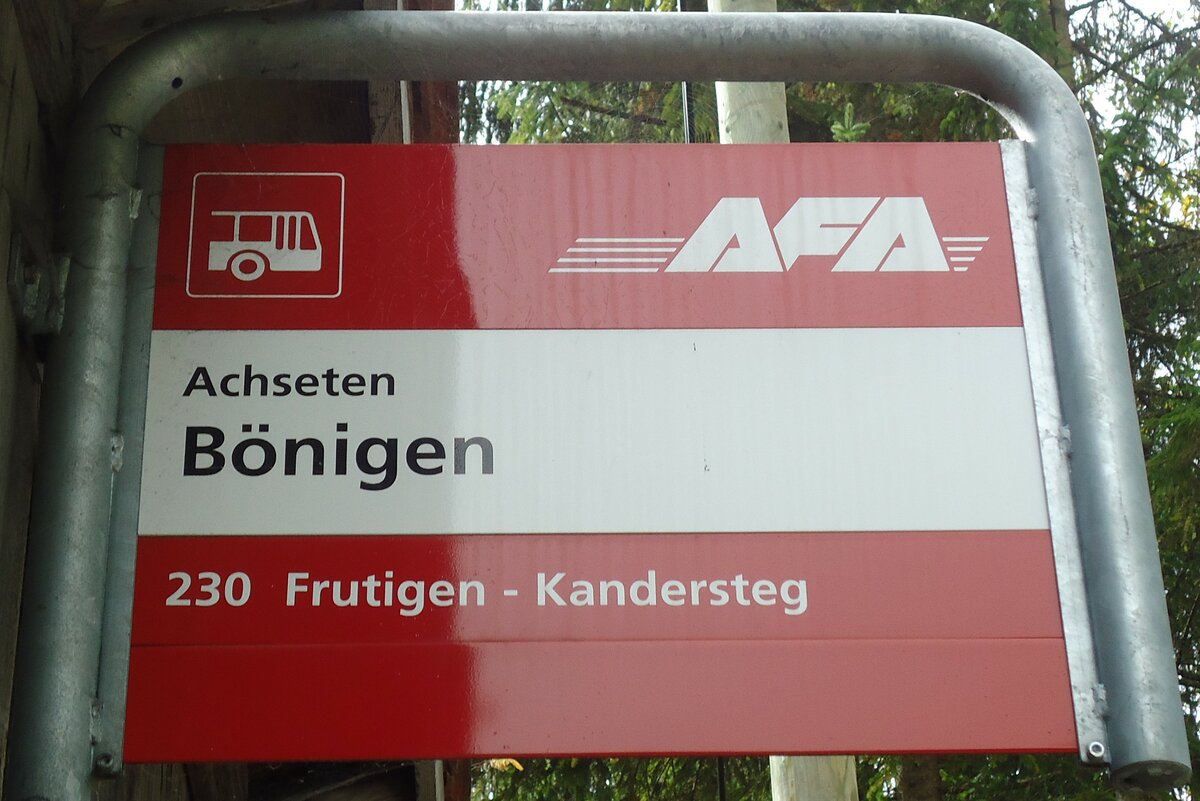 AFA
Achseten
Bönigen
230 Frutigen - Kandersteg